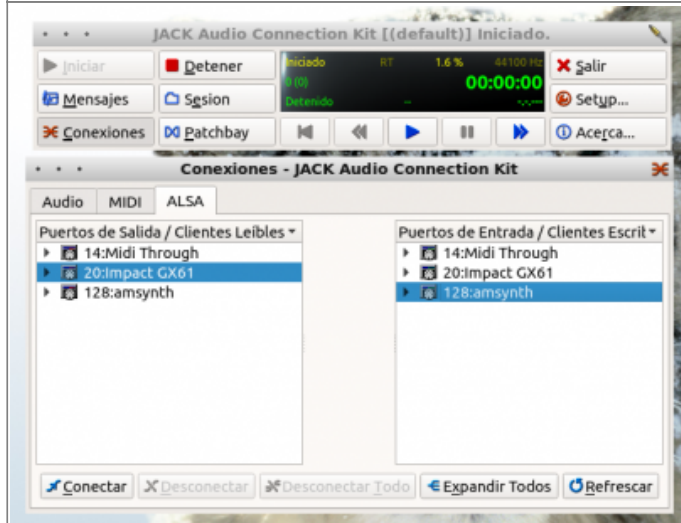 JACK Audio Connection Kit [(default)] Iniciado.
Iniciar Detener Iniciado RT 1.6 % 44100 Hz Salir
0 (0) 00:00:00
Mensajes Sesion Detenido -- -.-.--- Setup...
Conexiones Patchbay Acerca...
Conexiones - JACK Audio Connection Kit
Audio MIDI ALSA
Puertos de Salida / Clientes Leíbles Puertos de Entrada / Clientes Escrit
14:Midi Through 14:Midi Through
20:Impact GX61 20:Impact GX61
128:amsynth 128:amsynth
Conectar Desconectar Desconectar Todo Expandir Todos Refrescar